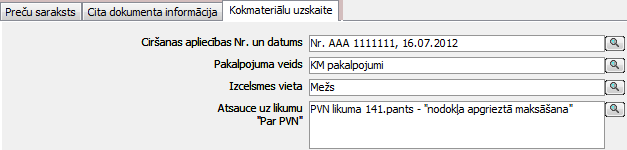 Preču saraksts Cita dokumenta informācija Kokmateriālu uzskaite
Ciršanas apliecības Nr. un datums Nr. AAA 1111111, 16.07.2012
Pakalpojuma veids KM pakalpojumi
Izcelsmes vieta Mežs
Atsauce uz likumu PVN likuma 141.pants - "nodokļa apgrieztā maksāšana"
"Par PVN"